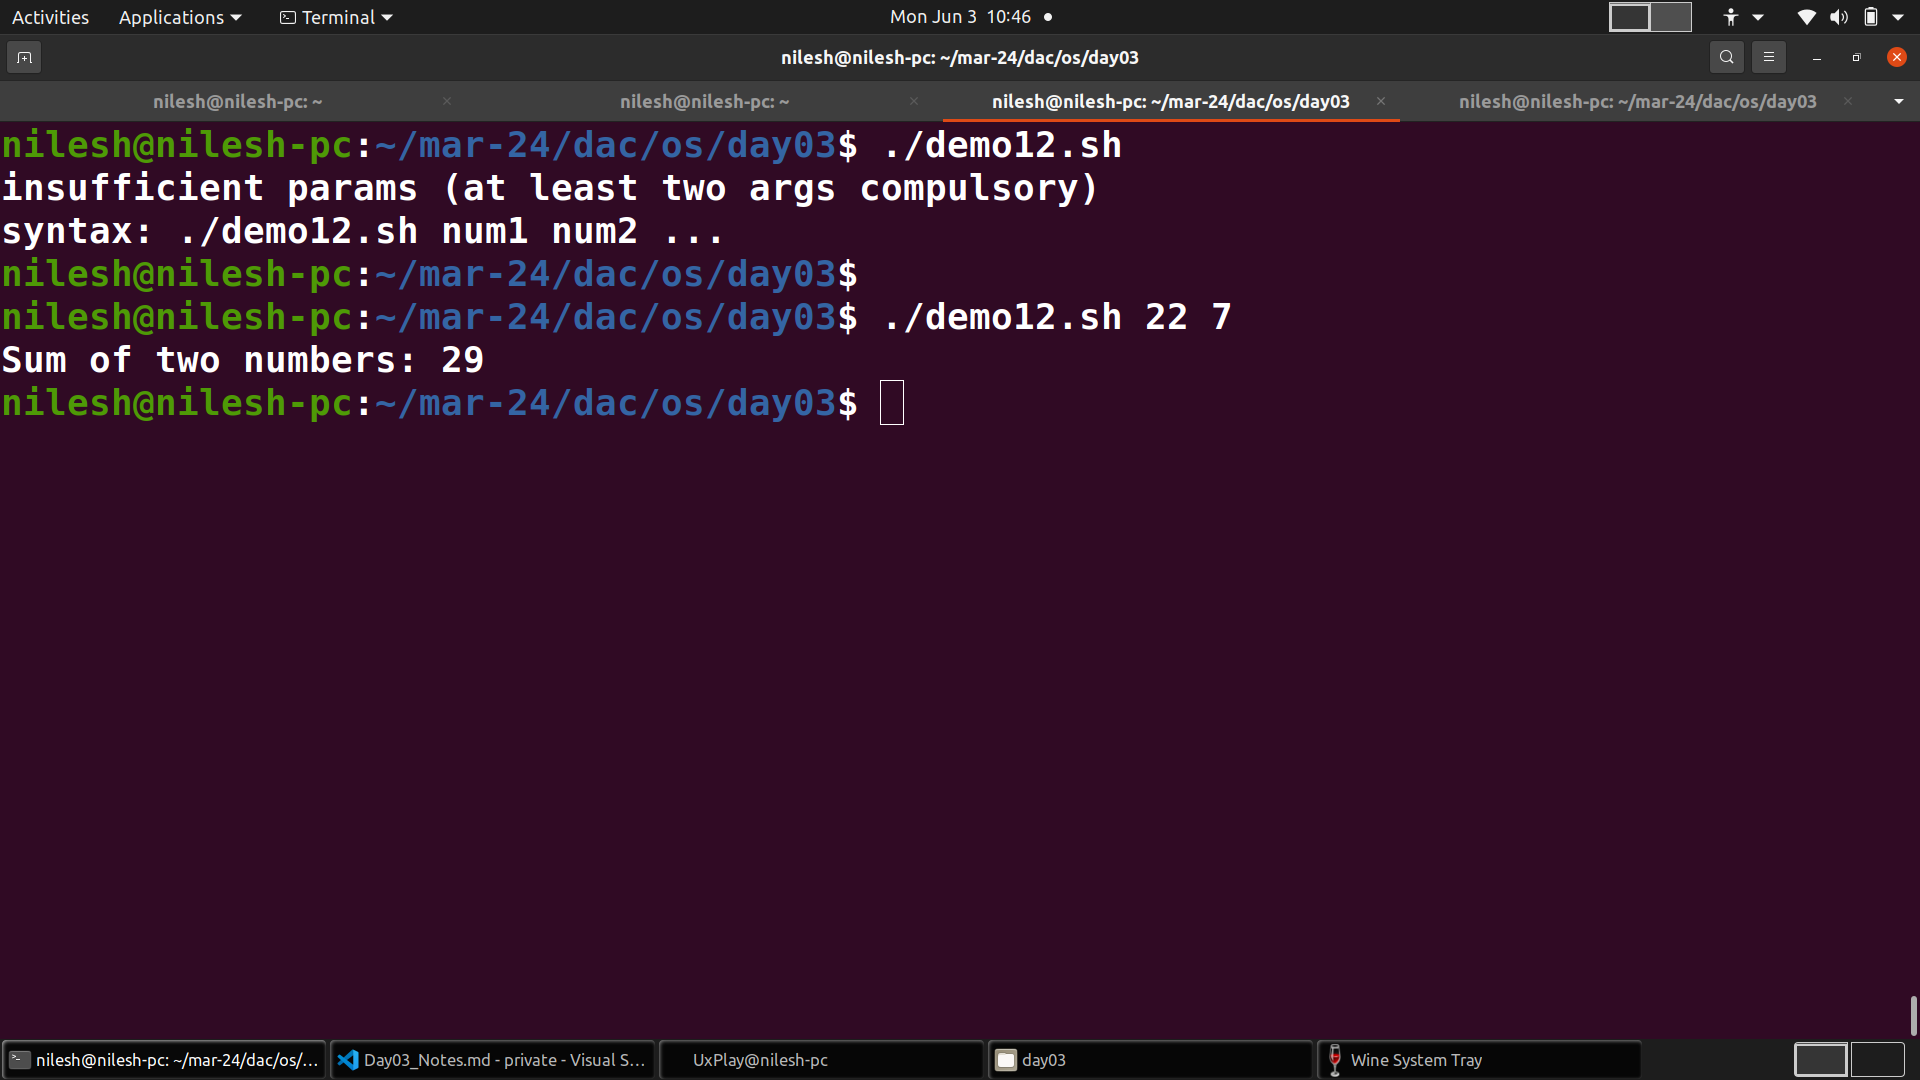 Activities Applications Terminal Mon Jun 3 10:46
nilesh@nilesh-pc: ~/mar-24/dac/os/day03
nilesh@nilesh-pc: ~ nilesh@nilesh-pc: ~ nilesh@nilesh-pc: ~/mar-24/dac/os/day03 nilesh@nilesh-pc: ~/mar-24/dac/os/day03
nilesh@nilesh-pc:~/mar-24/dac/os/day03$ ./demo12.sh
insufficient params (at least two args compulsory)
syntax: ./demo12.sh num1 num2 ...
nilesh@nilesh-pc:~/mar-24/dac/os/day03$
nilesh@nilesh-pc:~/mar-24/dac/os/day03$ ./demo12.sh 22 7
Sum of two numbers: 29
nilesh@nilesh-pc:~/mar-24/dac/os/day03$
nilesh@nilesh-pc: ~/mar-24/dac/os/... Day03_Notes.md - private - Visual S... UxPlay@nilesh-pc day03 Wine System Tray